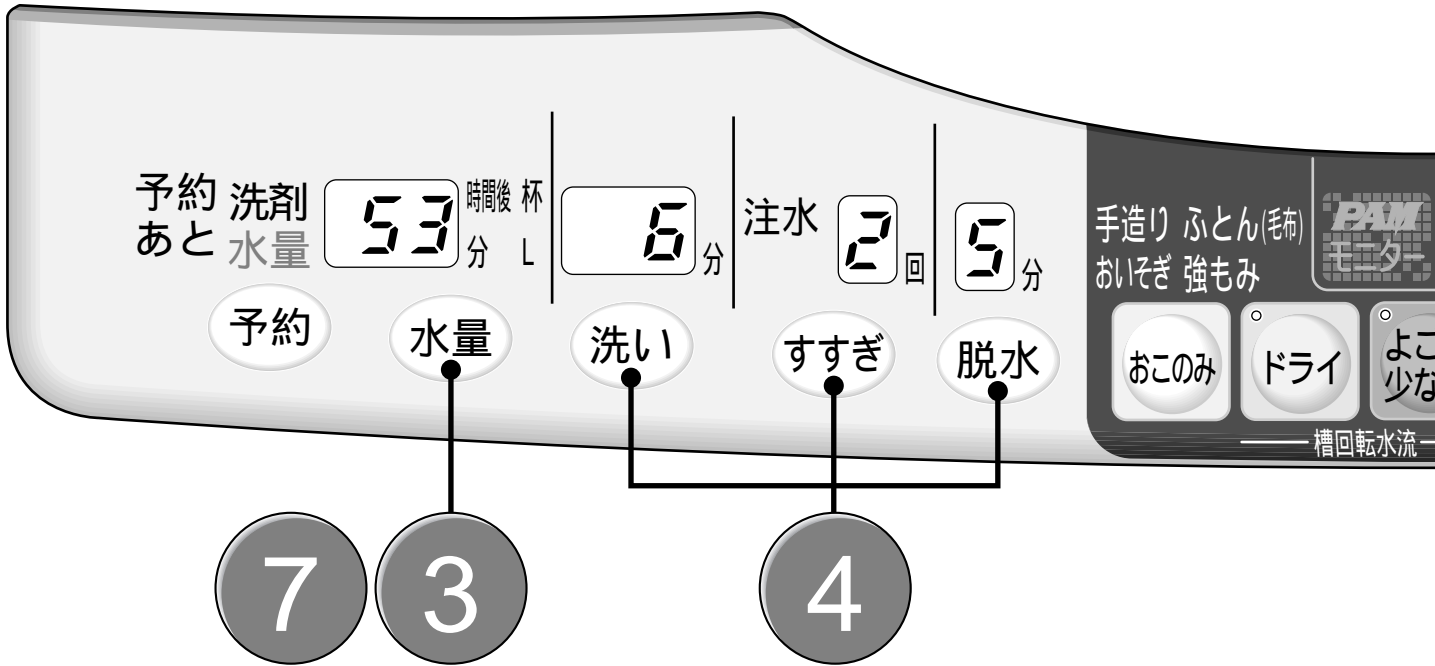 予約 洗剤 53 時間後 杯
あと 水量 分 L
6 分
注水 2 回
5 分
予約 水量 洗い すすぎ 脱水
手造り ふとん(毛布)
おいそぎ 強もみ
PAM
モニター
おこのみ ドライ よこ
少な
槽回転水流
7 3 4